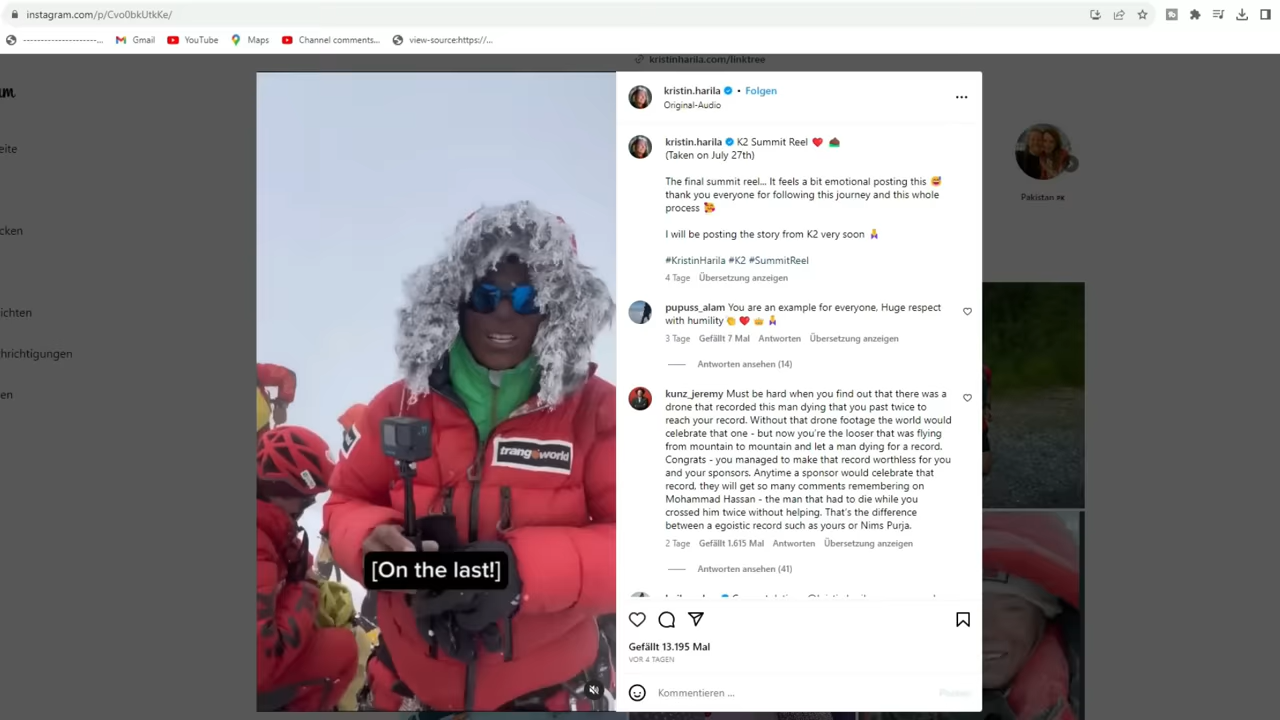 instagram.com/p/Cvo0bkUtkKe/
Gmail
YouTube
Maps
Channel comments...
view-source:https://...
kristinharila.com/linktree
kristin.harila • Folgen
Original-Audio
kristin.harila K2 Summit Reel
(Taken on July 27th)
The final summit reel... It feels a bit emotional posting this
thank you everyone for following this journey and this whole
process
I will be posting the story from K2 very soon
#KristinHarila #K2 #SummitReel
4 Tage Übersetzung anzeigen
pupuss_alam You are an example for everyone, Huge respect
with humility
3 Tage Gefällt 7 Mal Antworten Übersetzung anzeigen
Antworten ansehen (14)
kunz_jeremy Must be hard when you find out that there was a
drone that recorded this man dying that you past twice to
reach your record. Without that drone footage the world would
celebrate that one - but now you're the looser that was flying
from mountain to mountain and let a man dying for a record.
Congrats - you managed to make that record worthless for you
and your sponsors. Anytime a sponsor would celebrate that
record, they will get so many comments remembering on
Mohammad Hassan - the man that had to die while you
crossed him twice without helping. That's the difference
between a egoistic record such as yours or Nims Purja.
2 Tage Gefällt 1.615 Mal Antworten Übersetzung anzeigen
Antworten ansehen (41)
Gefällt 13.195 Mal
VOR 4 TAGEN
Kommentieren ...
Posten
trangoworld
[On the last!]
Pakistan
am
eite
cken
ichten
hrichtigungen
en